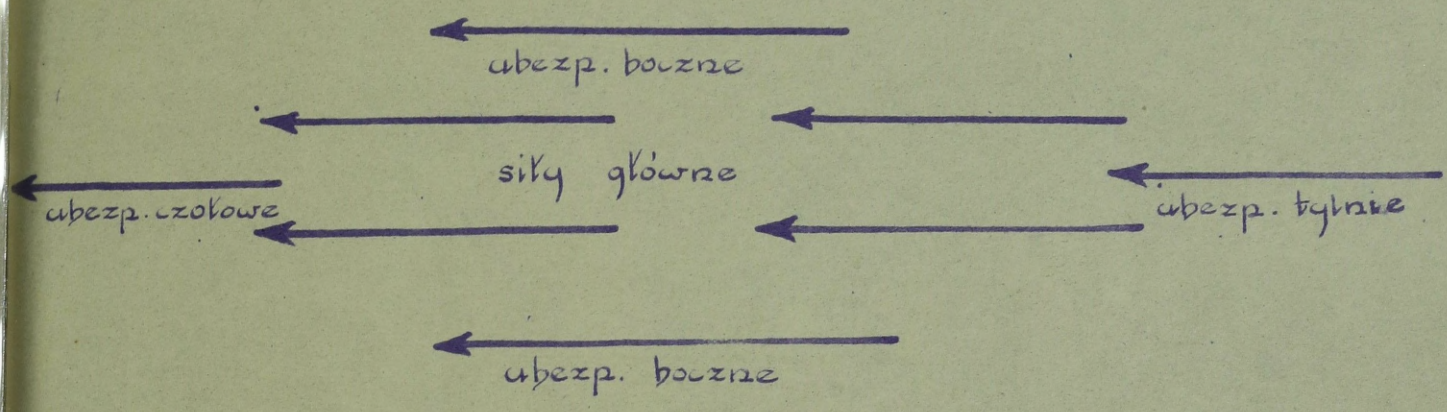 ubezp. boczne
siły główne
ubezp. czołowe
ubezp. tylnie
ubezp. boczne